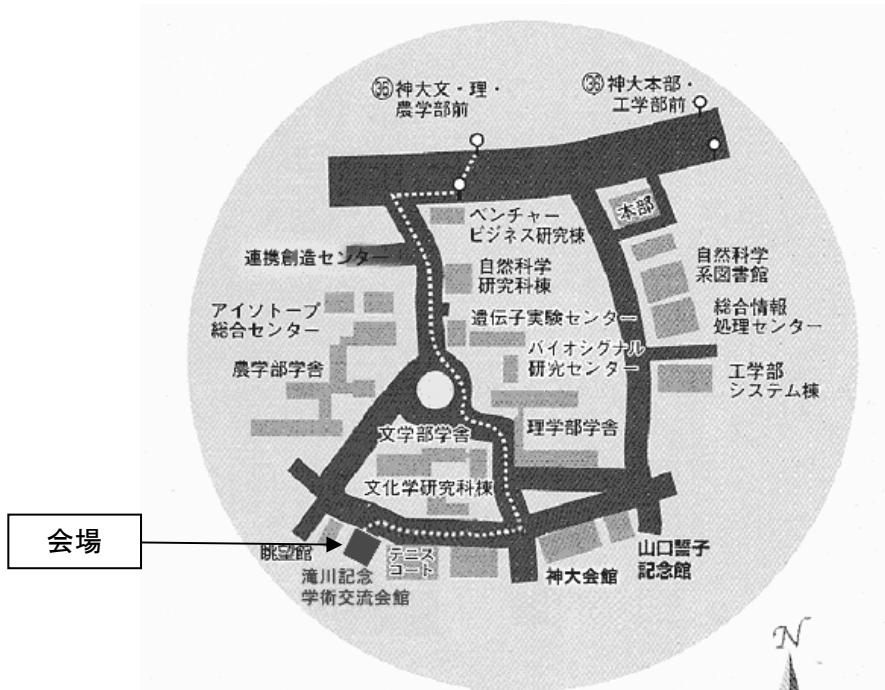 ㊱神大文・理・
農学部前
㊱神大本部・
工学部前
本部
ベンチャー
ビジネス研究棟
連携創造センター
自然科学
研究科棟
自然科学
系図書館
アイソトープ
総合センター
遺伝子実験センター
総合情報
処理センター
バイオシグナル
研究センター
農学部学舎
工学部
システム棟
文学部学舎
理学部学舎
文化学研究科棟
会場
眺望館
テニス
コート
滝川記念
学術交流会館
神大会館
山口誓子
記念館
N